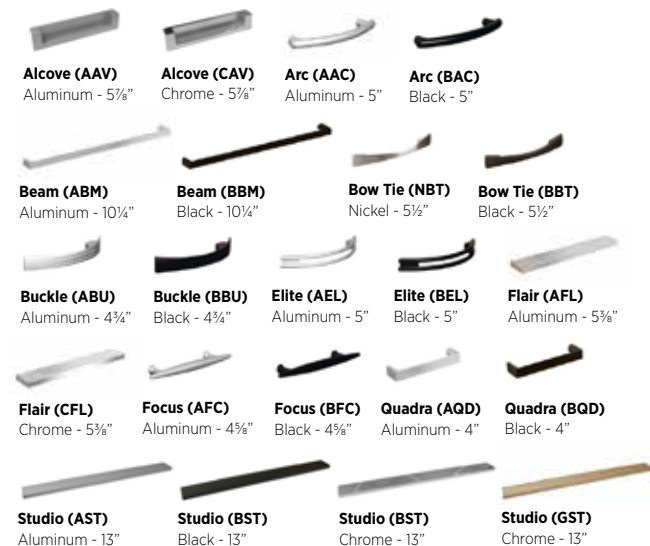 Alcove (AAV)
Aluminum - 5⅞”
Alcove (CAV)
Chrome - 5⅞”
Arc (AAC)
Aluminum - 5”
Arc (BAC)
Black - 5”
Beam (ABM)
Aluminum - 10¼”
Beam (BBM)
Black - 10¼”
Bow Tie (NBT)
Nickel - 5½”
Bow Tie (BBT)
Black - 5½”
Buckle (ABU)
Aluminum - 4¾”
Buckle (BBU)
Black - 4¾”
Elite (AEL)
Aluminum - 5”
Elite (BEL)
Black - 5”
Flair (AFL)
Aluminum - 5⅜”
Flair (CFL)
Chrome - 5⅜”
Focus (AFC)
Aluminum - 4⅝”
Focus (BFC)
Black - 4⅝”
Quadra (AQD)
Aluminum - 4”
Quadra (BQD)
Black - 4”
Studio (AST)
Aluminum - 13”
Studio (BST)
Black - 13”
Studio (BST)
Chrome - 13”
Studio (GST)
Chrome - 13”